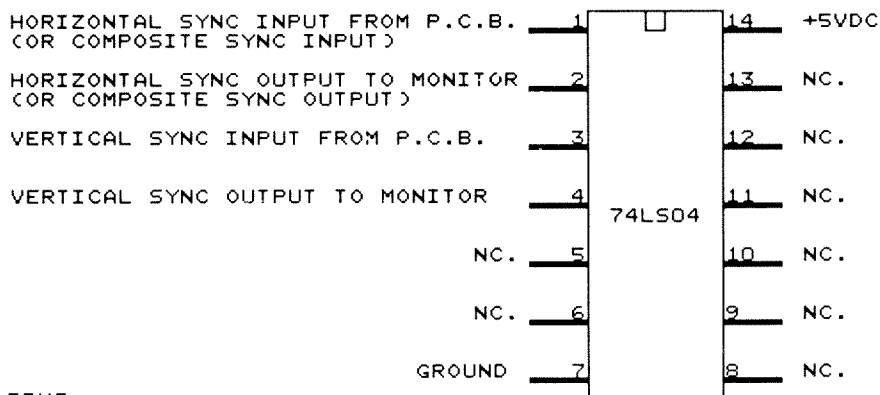 HORIZONTAL SYNC INPUT FROM P.C.B. 1 14 +5VDC
(OR COMPOSITE SYNC INPUT)
HORIZONTAL SYNC OUTPUT TO MONITOR 2 13 NC.
(OR COMPOSITE SYNC OUTPUT)
VERTICAL SYNC INPUT FROM P.C.B. 3 12 NC.
VERTICAL SYNC OUTPUT TO MONITOR 4 11 NC.
74LS04
NC. 5 10 NC.
NC. 6 9 NC.
GROUND 7 8 NC.